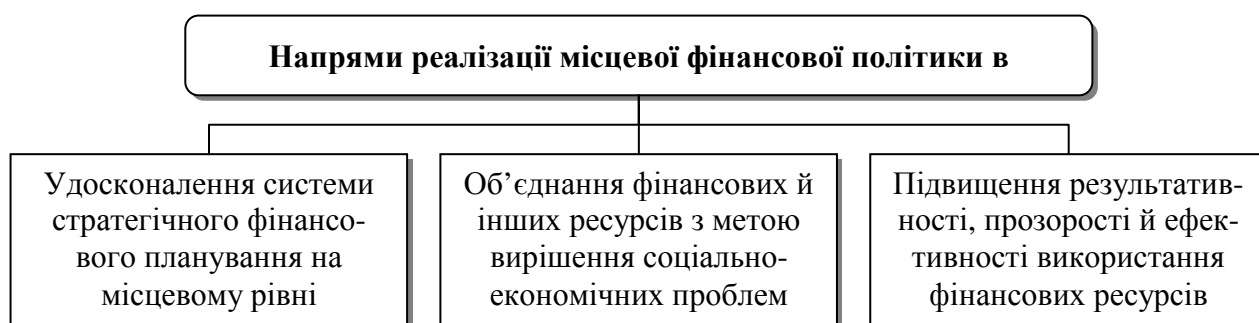 Напрями реалізації місцевої фінансової політики в
Удосконалення системи
стратегічного фінансо-
вого планування на
місцевому рівні
Об’єднання фінансових й
інших ресурсів з метою
вирішення соціально-
економічних проблем
Підвищення результатив-
ності, прозорості й ефек-
тивності використання
фінансових ресурсів